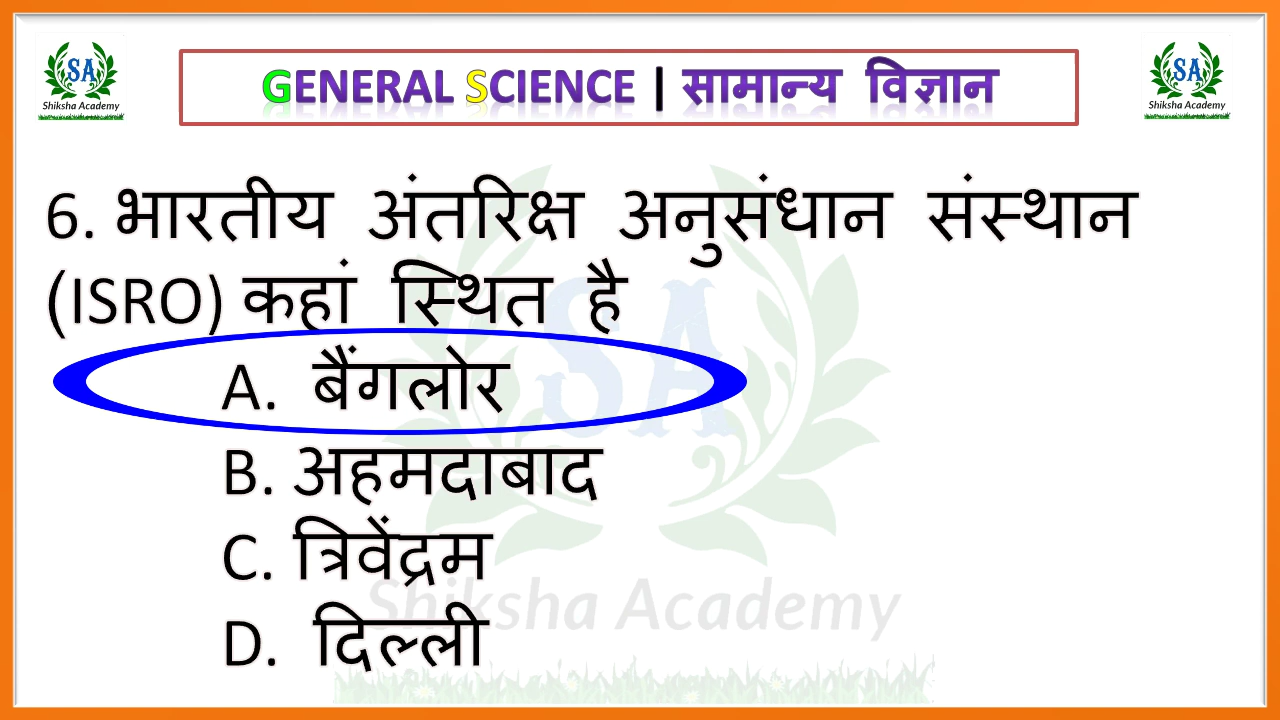 SA
Shiksha Academy
GENERAL SCIENCE | सामान्य विज्ञान
SA
Shiksha Academy
6. भारतीय अंतरिक्ष अनुसंधान संस्थान
(ISRO) कहां स्थित है
A. बैंगलोर
B. अहमदाबाद
C. त्रिवेंद्रम
D. दिल्ली
SA
Shiksha Academy